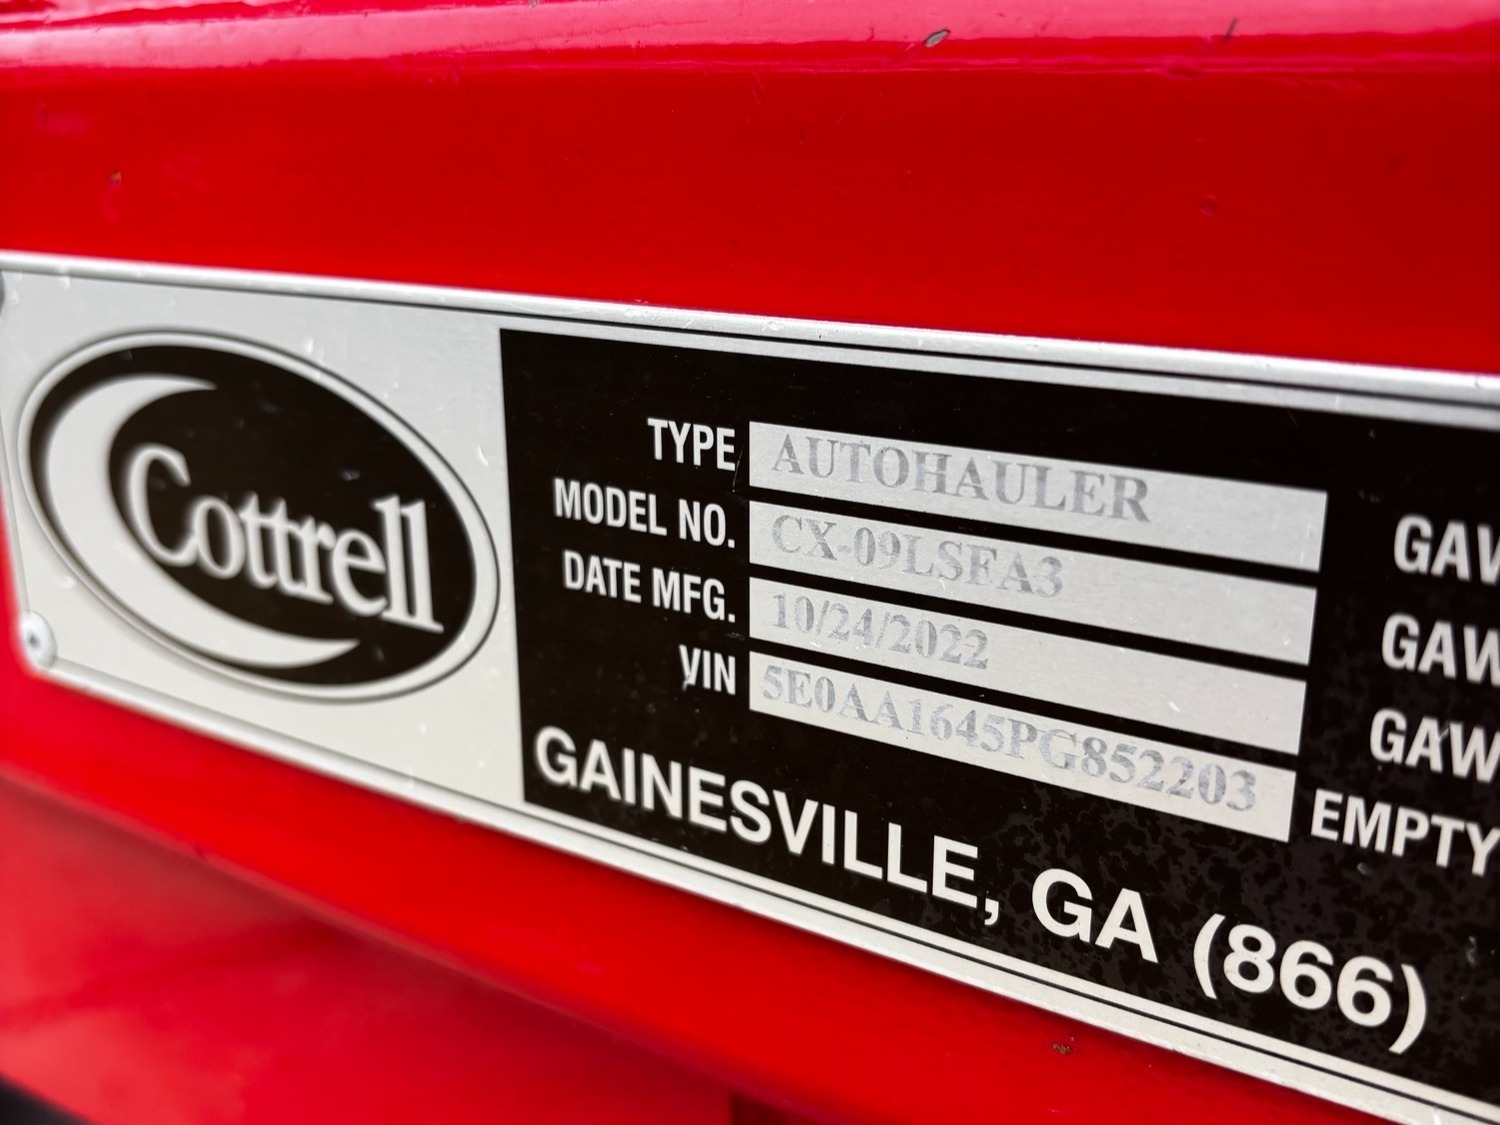 Cottrell
TYPE AUTOHAULER
MODEL NO. CX-09LSFA3
DATE MFG. 10/24/2022
VIN 5E0AA1645PG852203
GAINESVILLE, GA (866)
GAW
GAW
GAW
EMPTY